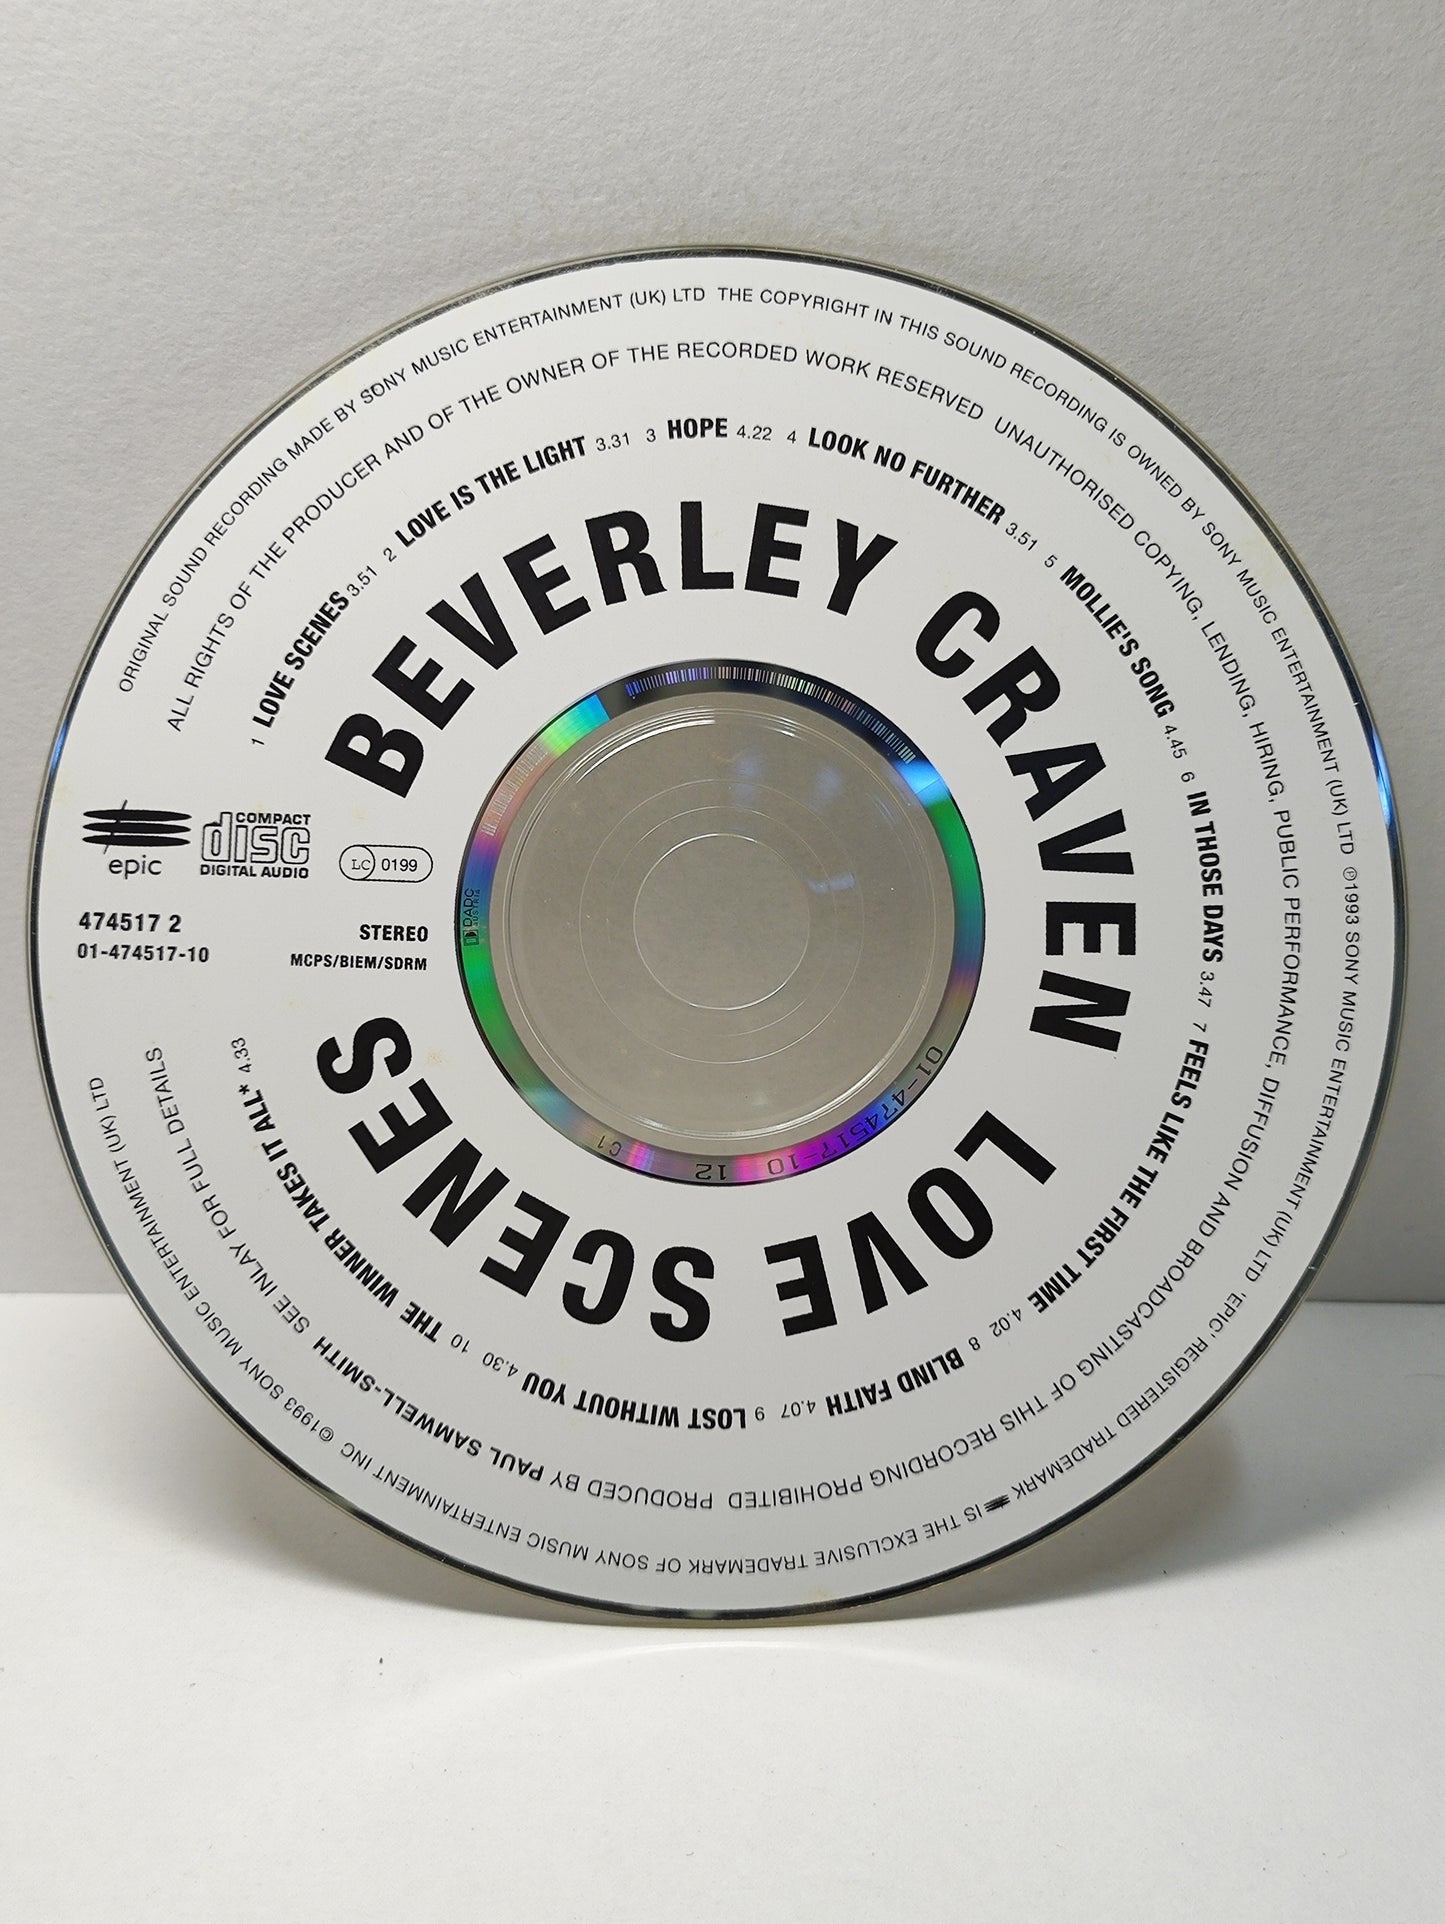 ORIGINAL SOUND RECORDING MADE BY SONY MUSIC ENTERTAINMENT (UK) LTD THE COPYRIGHT IN THIS SOUND RECORDING IS OWNED BY SONY MUSIC ENTERTAINMENT (UK) LTD ℗1993 SONY MUSIC ENTERTAINMENT (UK) LTD 'EPIC' REGISTERED TRADEMARK IS THE EXCLUSIVE TRADEMARK OF SONY MUSIC ENTERTAINMENT INC ©1993 SONY MUSIC ENTERTAINMENT (UK) LTD
ALL RIGHTS OF THE PRODUCER AND OF THE OWNER OF THE RECORDED WORK RESERVED UNAUTHORISED COPYING, LENDING, HIRING, PUBLIC PERFORMANCE, DIFFUSION AND BROADCASTING OF THIS RECORDING PROHIBITED PRODUCED BY PAUL SAMWELL-SMITH SEE INLAY FOR FULL DETAILS
1 LOVE SCENES 3.51 2 LOVE IS THE LIGHT 3.31 3 HOPE 4.22 4 LOOK NO FURTHER 3.51 5 MOLLIE'S SONG 4.45 6 IN THOSE DAYS 3.47 7 FEELS LIKE THE FIRST TIME 4.02 8 BLIND FAITH 4.07 9 LOST WITHOUT YOU 4.30 10 THE WINNER TAKES IT ALL* 4.33
BEVERLEY CRAVEN LOVE SCENES
epic
COMPACT
disc
DIGITAL AUDIO
LC 0199
474517 2
01-474517-10
STEREO
MCPS/BIEM/SDRM
DADC
AUSTRIA
01-474517-10 12 C1